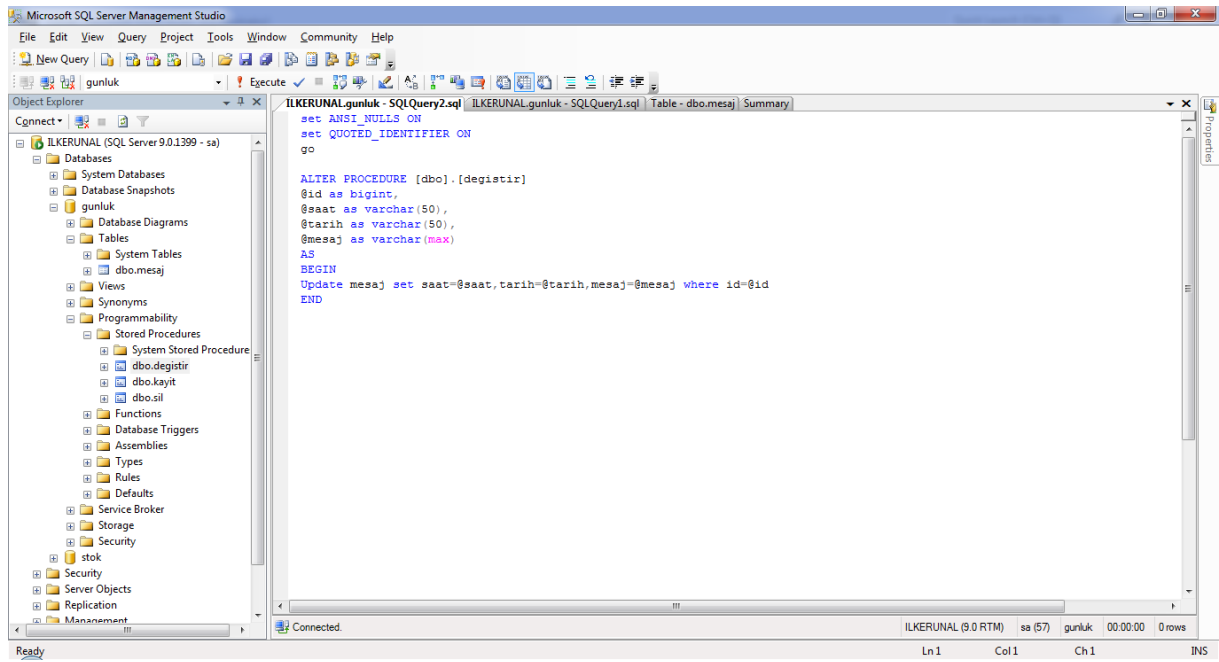 Microsoft SQL Server Management Studio
File Edit View Query Project Tools Window Community Help
New Query
gunluk Execute
Object Explorer
ILKERUNAL.gunluk - SQLQuery2.sql ILKERUNAL.gunluk - SQLQuery1.sql Table - dbo.mesaj Summary
Connect
Properties
ILKERUNAL (SQL Server 9.0.1399 - sa)
Databases
System Databases
Database Snapshots
gunluk
Database Diagrams
Tables
System Tables
dbo.mesaj
Views
Synonyms
Programmability
Stored Procedures
System Stored Procedure
dbo.degistir
dbo.kayit
dbo.sil
Functions
Database Triggers
Assemblies
Types
Rules
Defaults
Service Broker
Storage
Security
stok
Security
Server Objects
Replication
Management
set ANSI_NULLS ON
set QUOTED_IDENTIFIER ON
go
ALTER PROCEDURE [dbo].[degistir]
@id as bigint,
@saat as varchar(50),
@tarih as varchar(50),
@mesaj as varchar(max)
AS
BEGIN
Update mesaj set saat=@saat,tarih=@tarih,mesaj=@mesaj where id=@id
END
Connected. ILKERUNAL (9.0 RTM) sa (57) gunluk 00:00:00 0 rows
Ready Ln 1 Col 1 Ch 1 INS